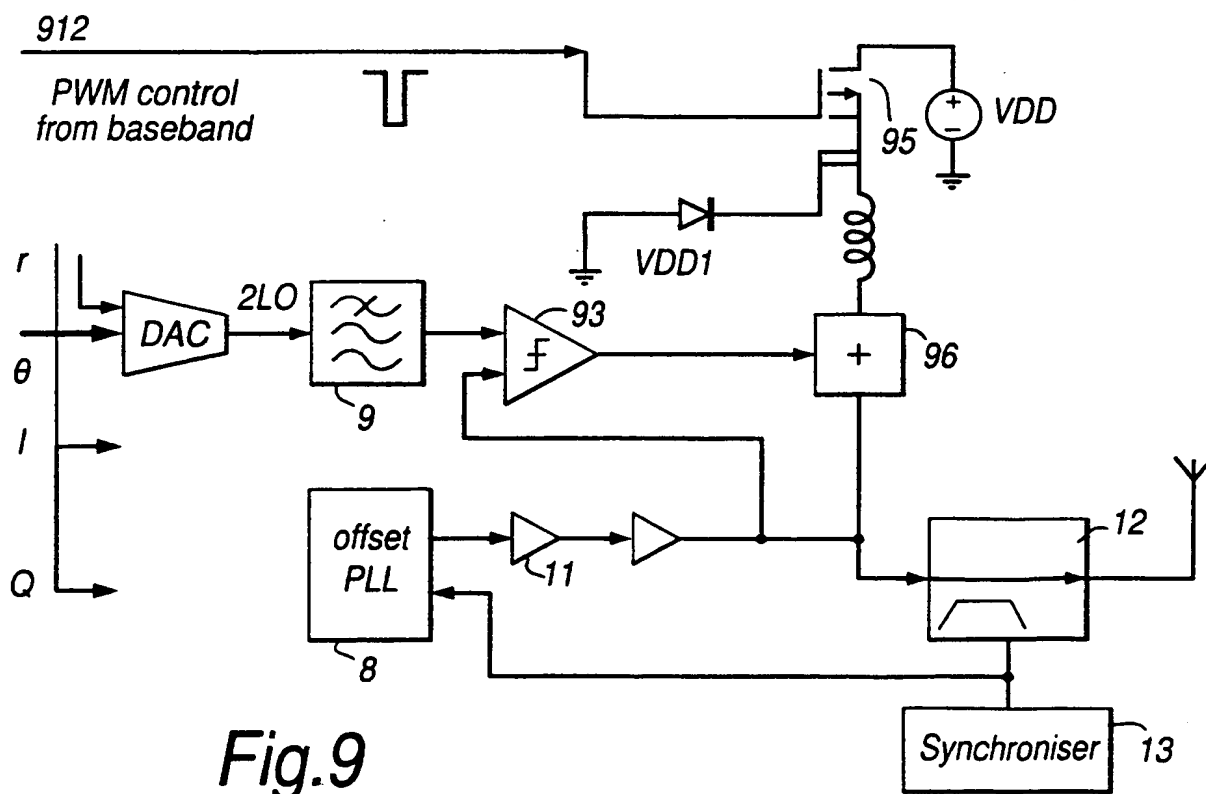 912
PWM control
from baseband
95
+
-
VDD
VDD1
r
θ
I
Q
DAC
2LO
9
93
+
96
offset
PLL
8
11
12
Synchroniser
13
Fig.9